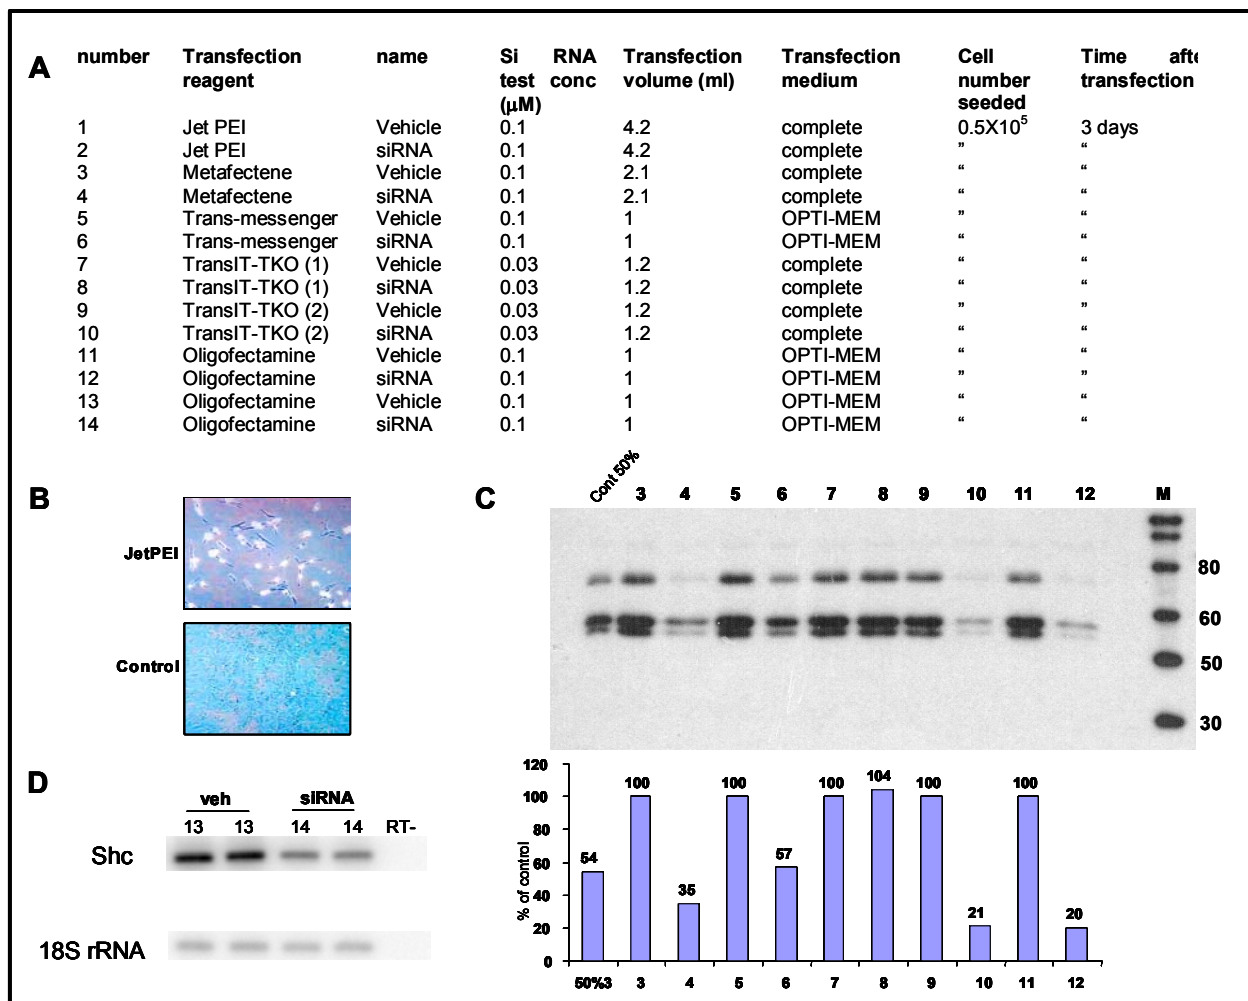 A
number Transfection name Si RNA Transfection Transfection Cell Time afte
reagent test conc volume (ml) medium number transfection
(µM) seeded
1 Jet PEI Vehicle 0.1 4.2 complete 0.5X10⁵ 3 days
2 Jet PEI siRNA 0.1 4.2 complete ” “
3 Metafectene Vehicle 0.1 2.1 complete “ “
4 Metafectene siRNA 0.1 2.1 complete “ “
5 Trans-messenger Vehicle 0.1 1 OPTI-MEM ” “
6 Trans-messenger siRNA 0.1 1 OPTI-MEM “ “
7 TransIT-TKO (1) Vehicle 0.03 1.2 complete “ “
8 TransIT-TKO (1) siRNA 0.03 1.2 complete “ “
9 TransIT-TKO (2) Vehicle 0.03 1.2 complete ” ”
10 TransIT-TKO (2) siRNA 0.03 1.2 complete “ “
11 Oligofectamine Vehicle 0.1 1 OPTI-MEM “ “
12 Oligofectamine siRNA 0.1 1 OPTI-MEM ” ”
13 Oligofectamine Vehicle 0.1 1 OPTI-MEM “ “
14 Oligofectamine siRNA 0.1 1 OPTI-MEM “ “
B
JetPEI
Control
C
Cont 50% 3 4 5 6 7 8 9 10 11 12 M
80
60
50
30
% of control
120
100
80
60
40
20
0
54 100 35 100 57 100 104 100 21 100 20
50%3 3 4 5 6 7 8 9 10 11 12
D
veh siRNA
13 13 14 14 RT-
Shc
18S rRNA